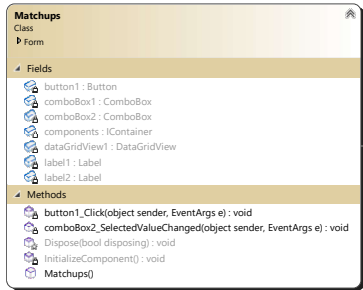 Matchups
Class
Form
Fields
button1 : Button
comboBox1 : ComboBox
comboBox2 : ComboBox
components : IContainer
dataGridView1 : DataGridView
label1 : Label
label2 : Label
Methods
button1_Click(object sender, EventArgs e) : void
comboBox2_SelectedValueChanged(object sender, EventArgs e) : void
Dispose(bool disposing) : void
InitializeComponent() : void
Matchups()